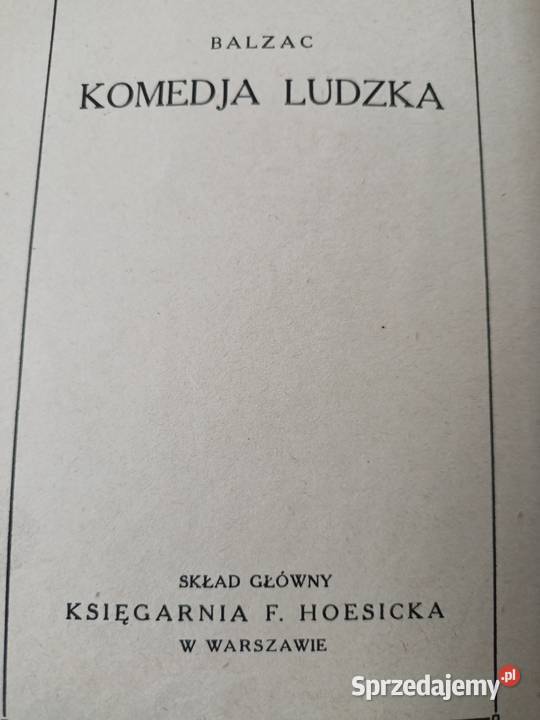 BALZAC
KOMEDJA LUDZKA
SKŁAD GŁÓWNY
KSIĘGARNIA F. HOESICKA
W WARSZAWIE
Sprzedajemy.pl